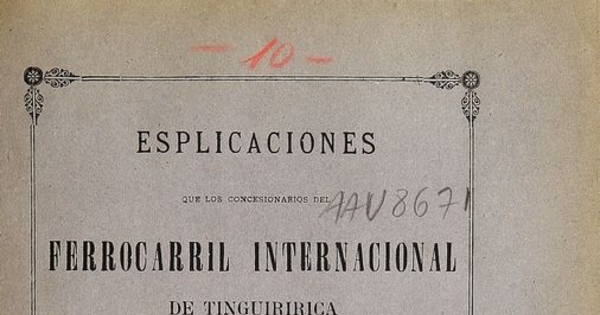 - 10 -
ESPLICACIONES
QUE LOS CONCESIONARIOS DEL
AAV8671
FERROCARRIL INTERNACIONAL
DE TINGUIRIRICA